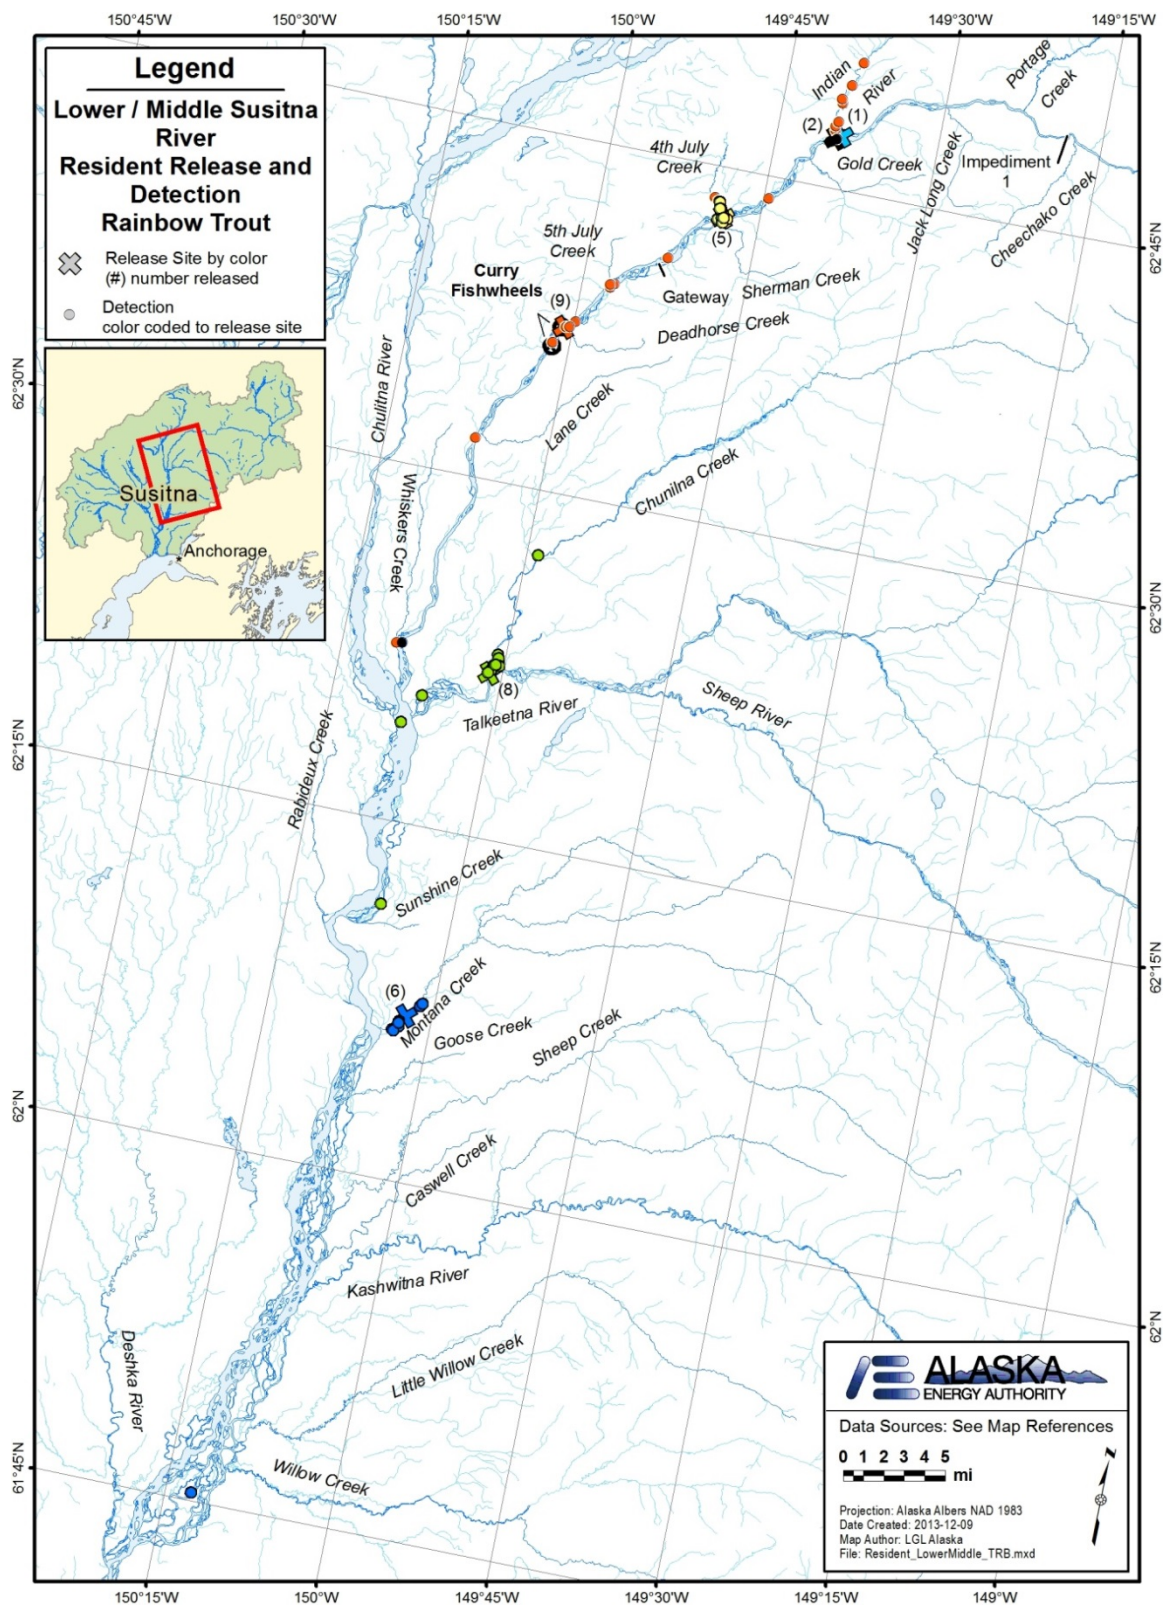 150°45'W 150°30'W 150°15'W 150°0'W 149°45'W 149°30'W 149°15'W
Legend
Lower / Middle Susitna
River
Resident Release and
Detection
Rainbow Trout
Release Site by color
(#) number released
Detection
color coded to release site
Susitna
Anchorage
Indian
River
Portage
Creek
(2)
(1)
4th July
Creek
Gold Creek
Impediment
1
Jack Long Creek
Cheechako Creek
(5)
5th July
Creek
Curry
Fishwheels
(9)
Gateway
Sherman Creek
Deadhorse Creek
62°45'N
62°30'N
Chulitna River
Lane Creek
Whiskers Creek
Chunilna Creek
62°30'N
(8)
Talkeetna River
Sheep River
62°15'N
Rabideux Creek
Sunshine Creek
62°15'N
(6)
Montana Creek
Goose Creek
Sheep Creek
62°N
Caswell Creek
Kashwitna River
62°N
Deshka River
Little Willow Creek
61°45'N
Willow Creek
ALASKA
ENERGY AUTHORITY
Data Sources: See Map References
0 1 2 3 4 5
mi
N
Projection: Alaska Albers NAD 1983
Date Created: 2013-12-09
Map Author: LGL Alaska
File: Resident_LowerMiddle_TRB.mxd
150°15'W 150°0'W 149°45'W 149°30'W 149°15'W 149°0'W